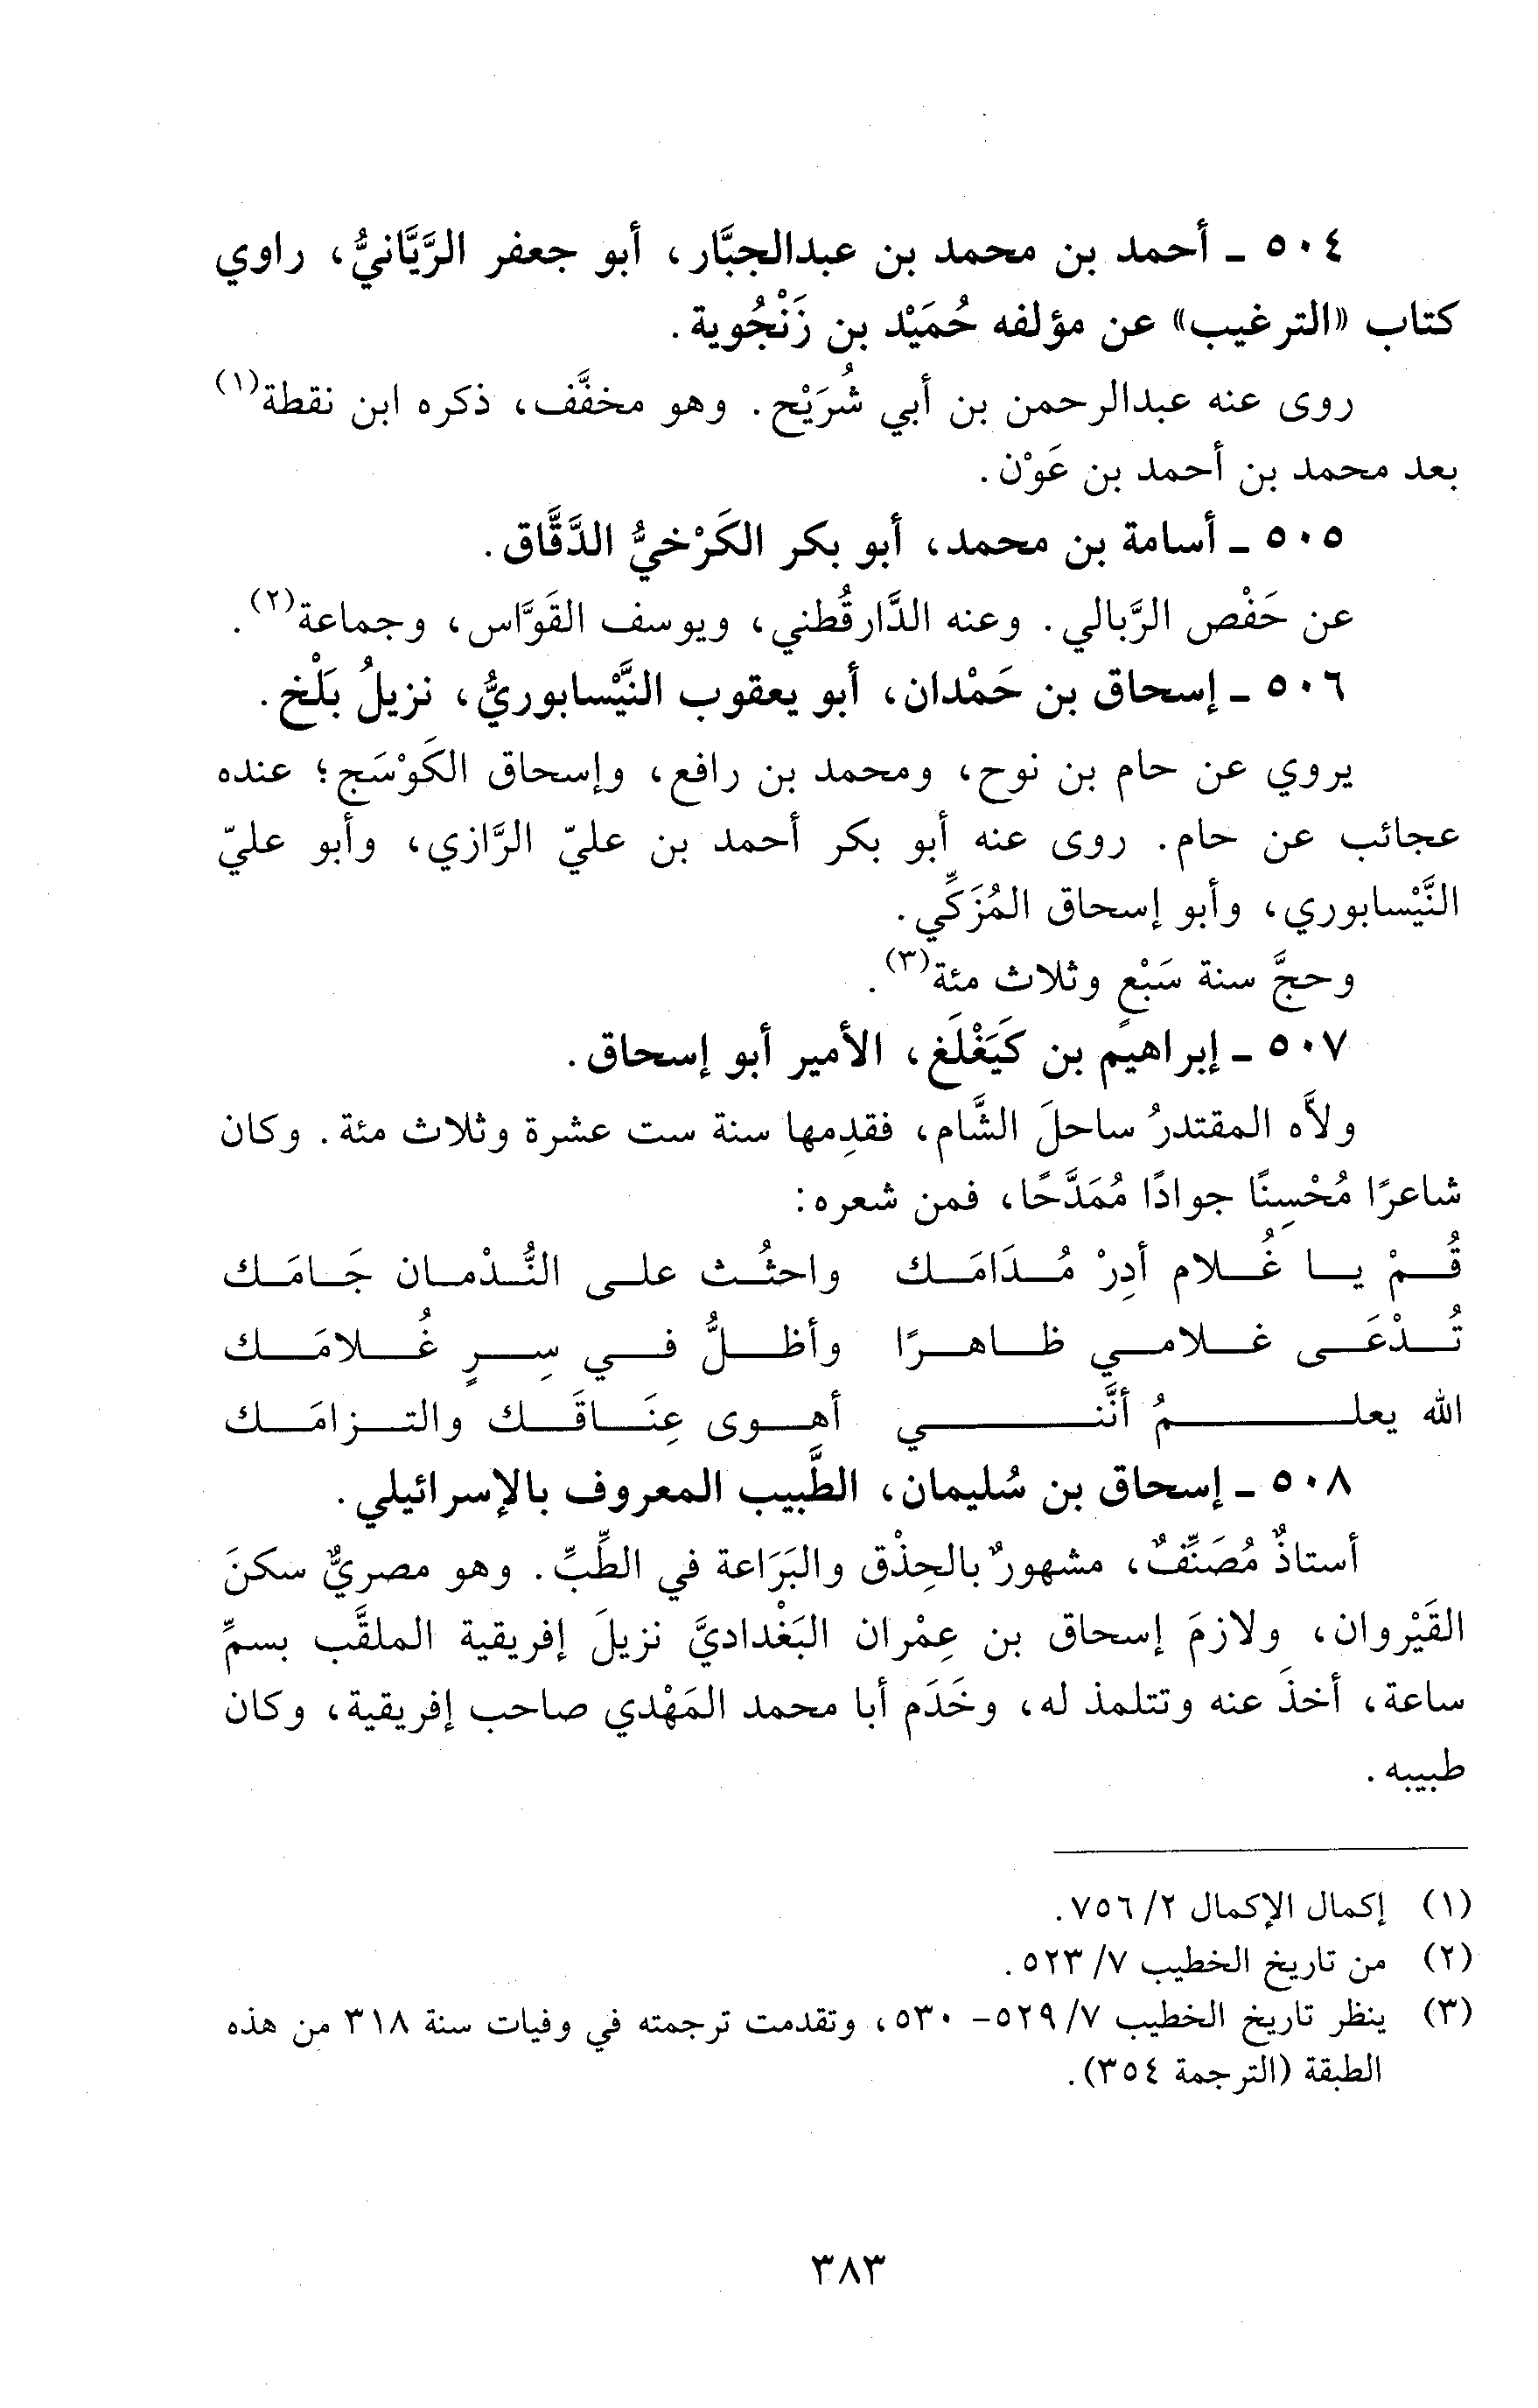 ٥٠٤ - أحمد بن محمد بن عبدالجبَّار، أبو جعفر الرَّيَّانيُّ، راوي
كتاب «الترغيب» عن مؤلفه حُمَيْد بن زَنْجُوية.
روى عنه عبدالرحمن بن أبي شُرَيْح. وهو مخفَّف، ذكره ابن نقطة(١)
بعد محمد بن أحمد بن عَوْن.
٥٠٥ - أسامة بن محمد، أبو بكر الكَرْخيُّ الدَّقَّاق.
عن حَفْص الرَّبالي. وعنه الدَّارقُطني، ويوسف القَوَّاس، وجماعة(٢).
٥٠٦ - إسحاق بن حَمْدان، أبو يعقوب النَّيْسابوريُّ، نزيلُ بَلْخ.
يروي عن حام بن نوح، ومحمد بن رافع، وإسحاق الكَوْسَج؛ عنده
عجائب عن حام. روى عنه أبو بكر أحمد بن عليّ الرَّازي، وأبو عليّ
النَّيْسابوري، وأبو إسحاق المُزَكِّي.
وحجَّ سنة سَبْعٍ وثلاث مئة(٣).
٥٠٧ - إبراهيم بن كَيَغْلَغ، الأمير أبو إسحاق.
ولاَّه المقتدرُ ساحلَ الشَّام، فقدِمها سنة ست عشرة وثلاث مئة. وكان
شاعرًا مُحْسِنًا جوادًا مُمَدَّحًا، فمن شعره:
قُمْ يا غُلام أدِرْ مُدَامَك واحثُث على النُّدْمان جَامَك
تُدْعَى غلامي ظاهرًا وأظلُّ في سِرٍ غُلامَك
الله يعلمُ أنَّني أهوى عِنَاقَك والتزامَك
٥٠٨ - إسحاق بن سُليمان، الطَّبيب المعروف بالإسرائيلي.
أستاذٌ مُصَنِّفٌ، مشهورٌ بالحِذْق والبَرَاعة في الطِّبِّ. وهو مصريٌّ سكنَ
القَيْروان، ولازمَ إسحاق بن عِمْران البَغْداديَّ نزيلَ إفريقية الملقَّب بسمِّ
ساعة، أخذَ عنه وتتلمذ له، وخَدَم أبا محمد المَهْدي صاحب إفريقية، وكان
طبيبه.
(١) إكمال الإكمال ٢/ ٧٥٦.
(٢) من تاريخ الخطيب ٧/ ٥٢٣.
(٣) ينظر تاريخ الخطيب ٧/ ٥٢٩- ٥٣٠، وتقدمت ترجمته في وفيات سنة ٣١٨ من هذه
الطبقة (الترجمة ٣٥٤).
٣٨٣